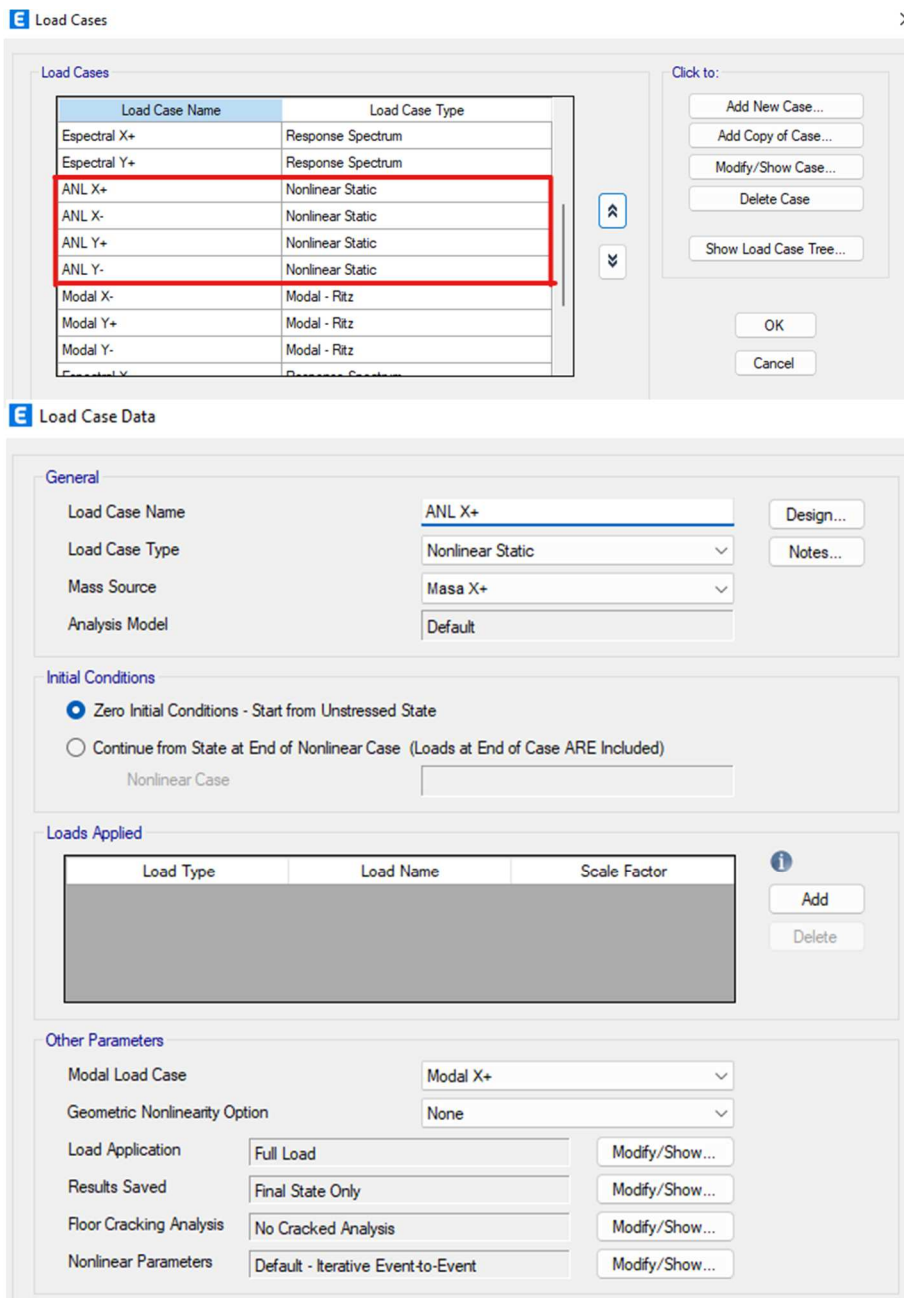 E Load Cases
Load Cases
Load Case Name Load Case Type
Espectral X+ Response Spectrum
Espectral Y+ Response Spectrum
ANL X+ Nonlinear Static
ANL X- Nonlinear Static
ANL Y+ Nonlinear Static
ANL Y- Nonlinear Static
Modal X- Modal - Ritz
Modal Y+ Modal - Ritz
Modal Y- Modal - Ritz
Click to:
Add New Case...
Add Copy of Case...
Modify/Show Case...
Delete Case
Show Load Case Tree...
OK
Cancel
E Load Case Data
General
Load Case Name ANL X+ Design...
Load Case Type Nonlinear Static Notes...
Mass Source Masa X+
Analysis Model Default
Initial Conditions
Zero Initial Conditions - Start from Unstressed State
Continue from State at End of Nonlinear Case (Loads at End of Case ARE Included)
Nonlinear Case
Loads Applied
Load Type Load Name Scale Factor
i
Add
Delete
Other Parameters
Modal Load Case Modal X+
Geometric Nonlinearity Option None
Load Application Full Load Modify/Show...
Results Saved Final State Only Modify/Show...
Floor Cracking Analysis No Cracked Analysis Modify/Show...
Nonlinear Parameters Default - Iterative Event-to-Event Modify/Show...